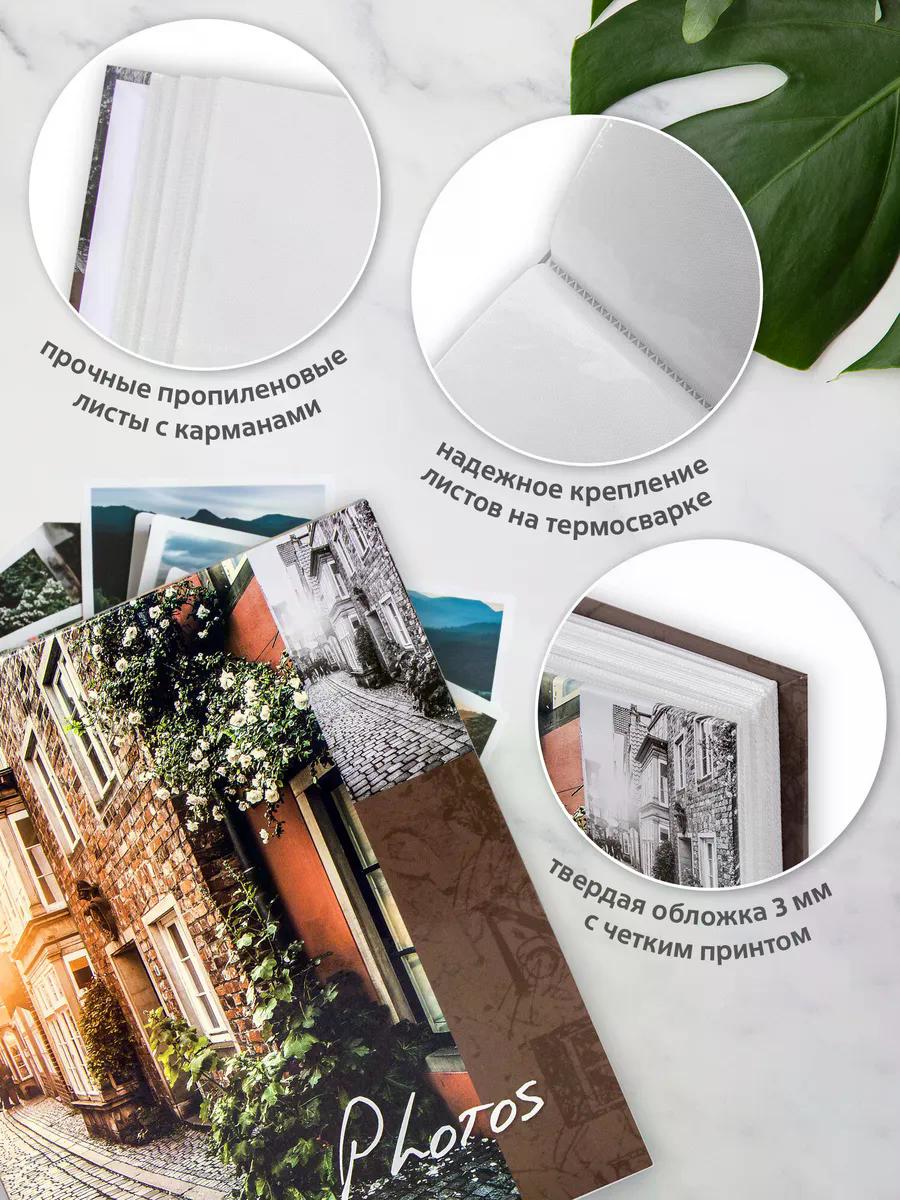 прочные пропиленовые
листы с карманами
надежное крепление
листов на термосварке
твердая обложка 3 мм
с четким принтом
Photos